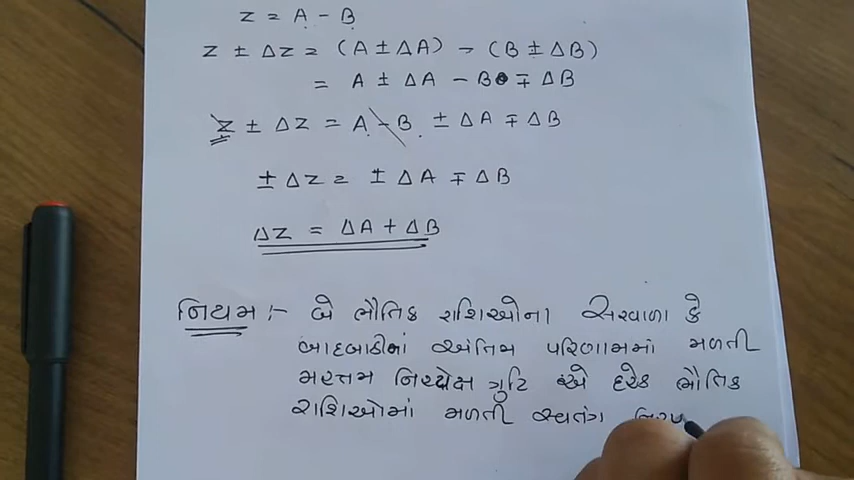 Z = A - B
Z ± ΔZ = (A ± ΔA) - (B ± ΔB)
= A ± ΔA - B ∓ ΔB
Z ± ΔZ = A - B ± ΔA ∓ ΔB
± ΔZ = ± ΔA ∓ ΔB
ΔZ = ΔA + ΔB
નિયમ :- બે ભૌતિક રાશિઓના સરવાળા કે
બાદબાકીનાં અંતિમ પરિણામમાં મળતી
મહત્તમ નિરપેક્ષ ત્રુટિ એ દરેક ભૌતિક
રાશિઓમાં મળતી સ્વતંત્ર